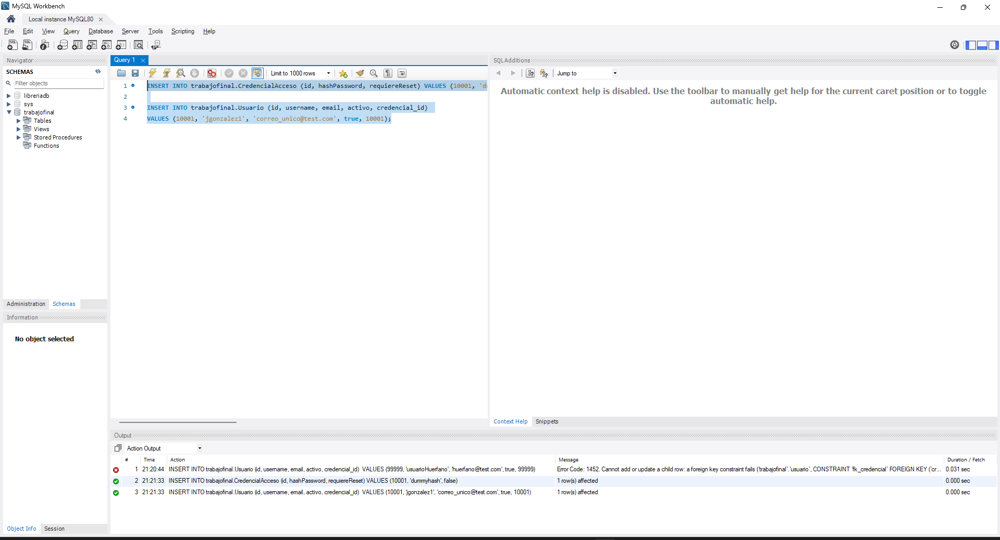 MySQL Workbench
Local instance MySQL80
File Edit View Query Database Server Tools Scripting Help
Navigator
SCHEMAS
Filter objects
libreriadb
sys
trabajofinal
Tables
Views
Stored Procedures
Functions
Administration Schemas
Information
No object selected
Object Info Session
Query 1
Limit to 1000 rows
1 INSERT INTO trabajofinal.CredencialAcceso (id, hashPassword, requiereReset) VALUES (10001,
2
3 INSERT INTO trabajofinal.Usuario (id, username, email, activo, credencial_id)
4 VALUES (10001, 'jgonzalez1', 'correo_unico@test.com', true, 10001);
SQLAdditions
Jump to
Automatic context help is disabled. Use the toolbar to manually get help for the current caret position or to toggle
automatic help.
Context Help Snippets
Output
Action Output
# Time Action Message Duration / Fetch
1 21:20:44 INSERT INTO trabajofinal.Usuario (id, username, email, activo, credencial_id) VALUES (99999, 'usuarioHuerfano', 'huerfano@test.com', true, 99999) Error Code: 1452. Cannot add or update a child row: a foreign key constraint fails (`trabajofinal`.`usuario`, CONSTRAINT `fk_credencial` FOREIGN KEY (`cr... 0.031 sec
2 21:21:33 INSERT INTO trabajofinal.CredencialAcceso (id, hashPassword, requiereReset) VALUES (10001, 'dummyhash', false) 1 row(s) affected 0.000 sec
3 21:21:33 INSERT INTO trabajofinal.Usuario (id, username, email, activo, credencial_id) VALUES (10001, 'jgonzalez1', 'correo_unico@test.com', true, 10001) 1 row(s) affected 0.000 sec